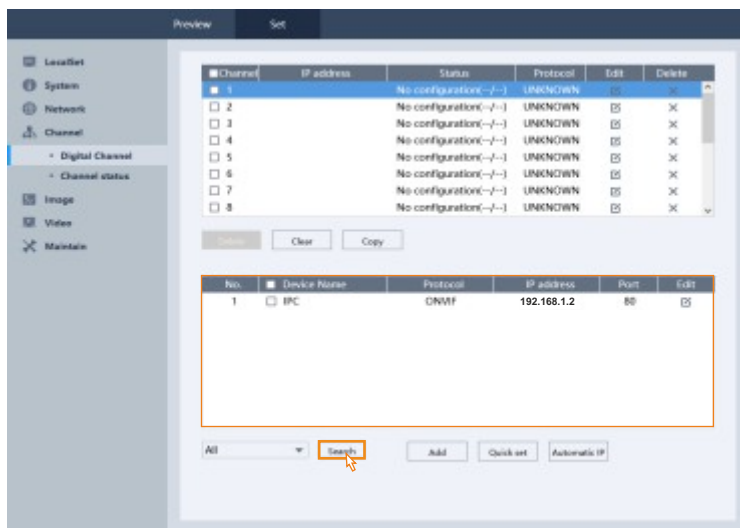 Preview Set
LocalSet
System
Network
Channel
Digital Channel
Channel status
Image
Video
Maintain
Channel IP address Status Protocol Edit Delete
1 No configuration(--/--) UNKNOWN
2 No configuration(--/--) UNKNOWN
3 No configuration(--/--) UNKNOWN
4 No configuration(--/--) UNKNOWN
5 No configuration(--/--) UNKNOWN
6 No configuration(--/--) UNKNOWN
7 No configuration(--/--) UNKNOWN
8 No configuration(--/--) UNKNOWN
Delete Clear Copy
No. Device Name Protocol IP address Port Edit
1 IPC ONVIF 192.168.1.2 80
All Search Add Quick set Automatic IP